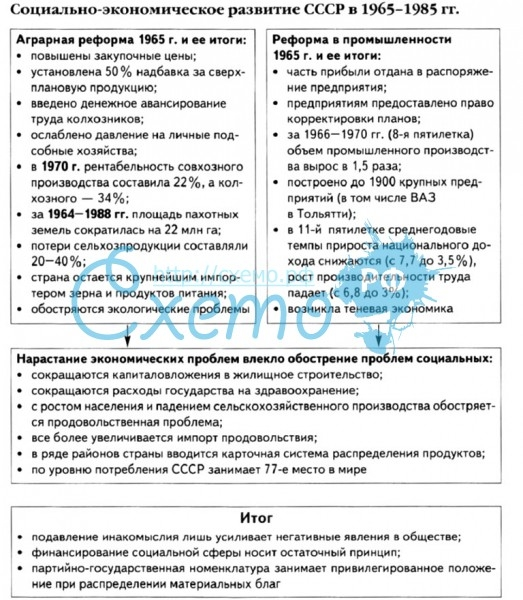 Социально-экономическое развитие СССР в 1965–1985 гг.
Аграрная реформа 1965 г. и ее итоги:
• повышены закупочные цены;
• установлена 50% надбавка за сверх-
плановую продукцию;
• введено денежное авансирование
труда колхозников;
• ослаблено давление на личные под-
собные хозяйства;
• в 1970 г. рентабельность совхозного
производства составила 22%, а кол-
хозного — 34%;
• за 1964–1988 гг. площадь пахотных
земель сократилась на 22 млн га;
• потери сельхозпродукции составляли
20–40%;
• страна остается крупнейшим импор-
тером зерна и продуктов питания;
• обостряются экологические проблемы
Реформа в промышленности
1965 г. и ее итоги:
• часть прибыли отдана в распоряже-
ние предприятия;
• предприятиям предоставлено право
корректировки планов;
• за 1966–1970 гг. (8-я пятилетка)
объем промышленного производст-
ва вырос в 1,5 раза;
• построено до 1900 крупных пред-
приятий (в том числе ВАЗ
в Тольятти);
• в 11-й пятилетке среднегодовые
темпы прироста национального до-
хода снижаются (с 7,7 до 3,5%),
рост производительности труда
падает (с 6,8 до 3%);
• возникла теневая экономика
Нарастание экономических проблем влекло обострение проблем социальных:
• сокращаются капиталовложения в жилищное строительство;
• сокращаются расходы государства на здравоохранение;
• с ростом населения и падением сельскохозяйственного производства обостряет-
ся продовольственная проблема;
• все более увеличивается импорт продовольствия;
• в ряде районов страны вводится карточная система распределения продуктов;
• по уровню потребления СССР занимает 77-е место в мире
Итог
• подавление инакомыслия лишь усиливает негативные явления в обществе;
• финансирование социальной сферы носит остаточный принцип;
• партийно-государственная номенклатура занимает привилегированное положе-
ние при распределении материальных благ
http://схемо.рф
Схемо РФ